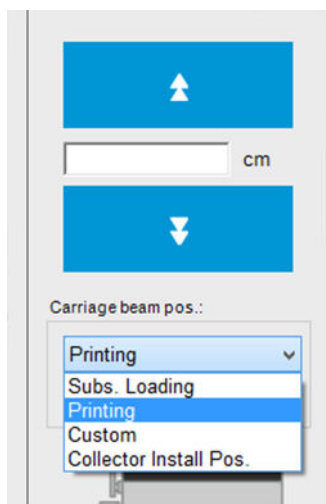 cm
Carriage beam pos.:
Printing
Subs. Loading
Printing
Custom
Collector Install Pos.